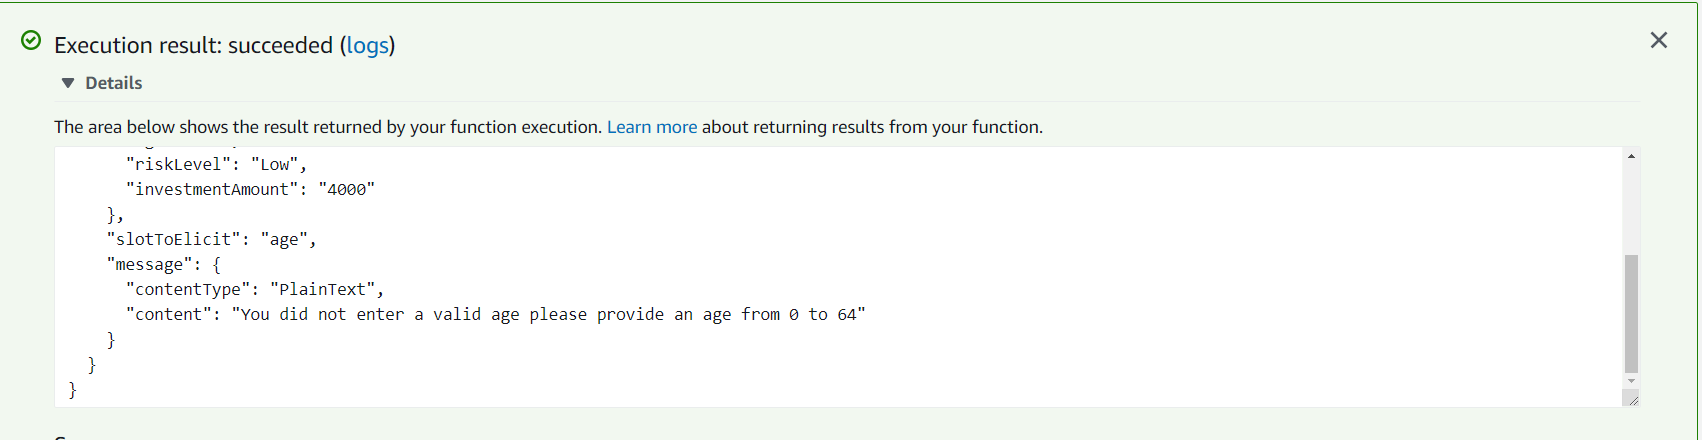 Execution result: succeeded (logs)
Details
The area below shows the result returned by your function execution. Learn more about returning results from your function.
"riskLevel": "Low",
"investmentAmount": "4000"
},
"slotToElicit": "age",
"message": {
"contentType": "PlainText",
"content": "You did not enter a valid age please provide an age from 0 to 64"
}
}
}